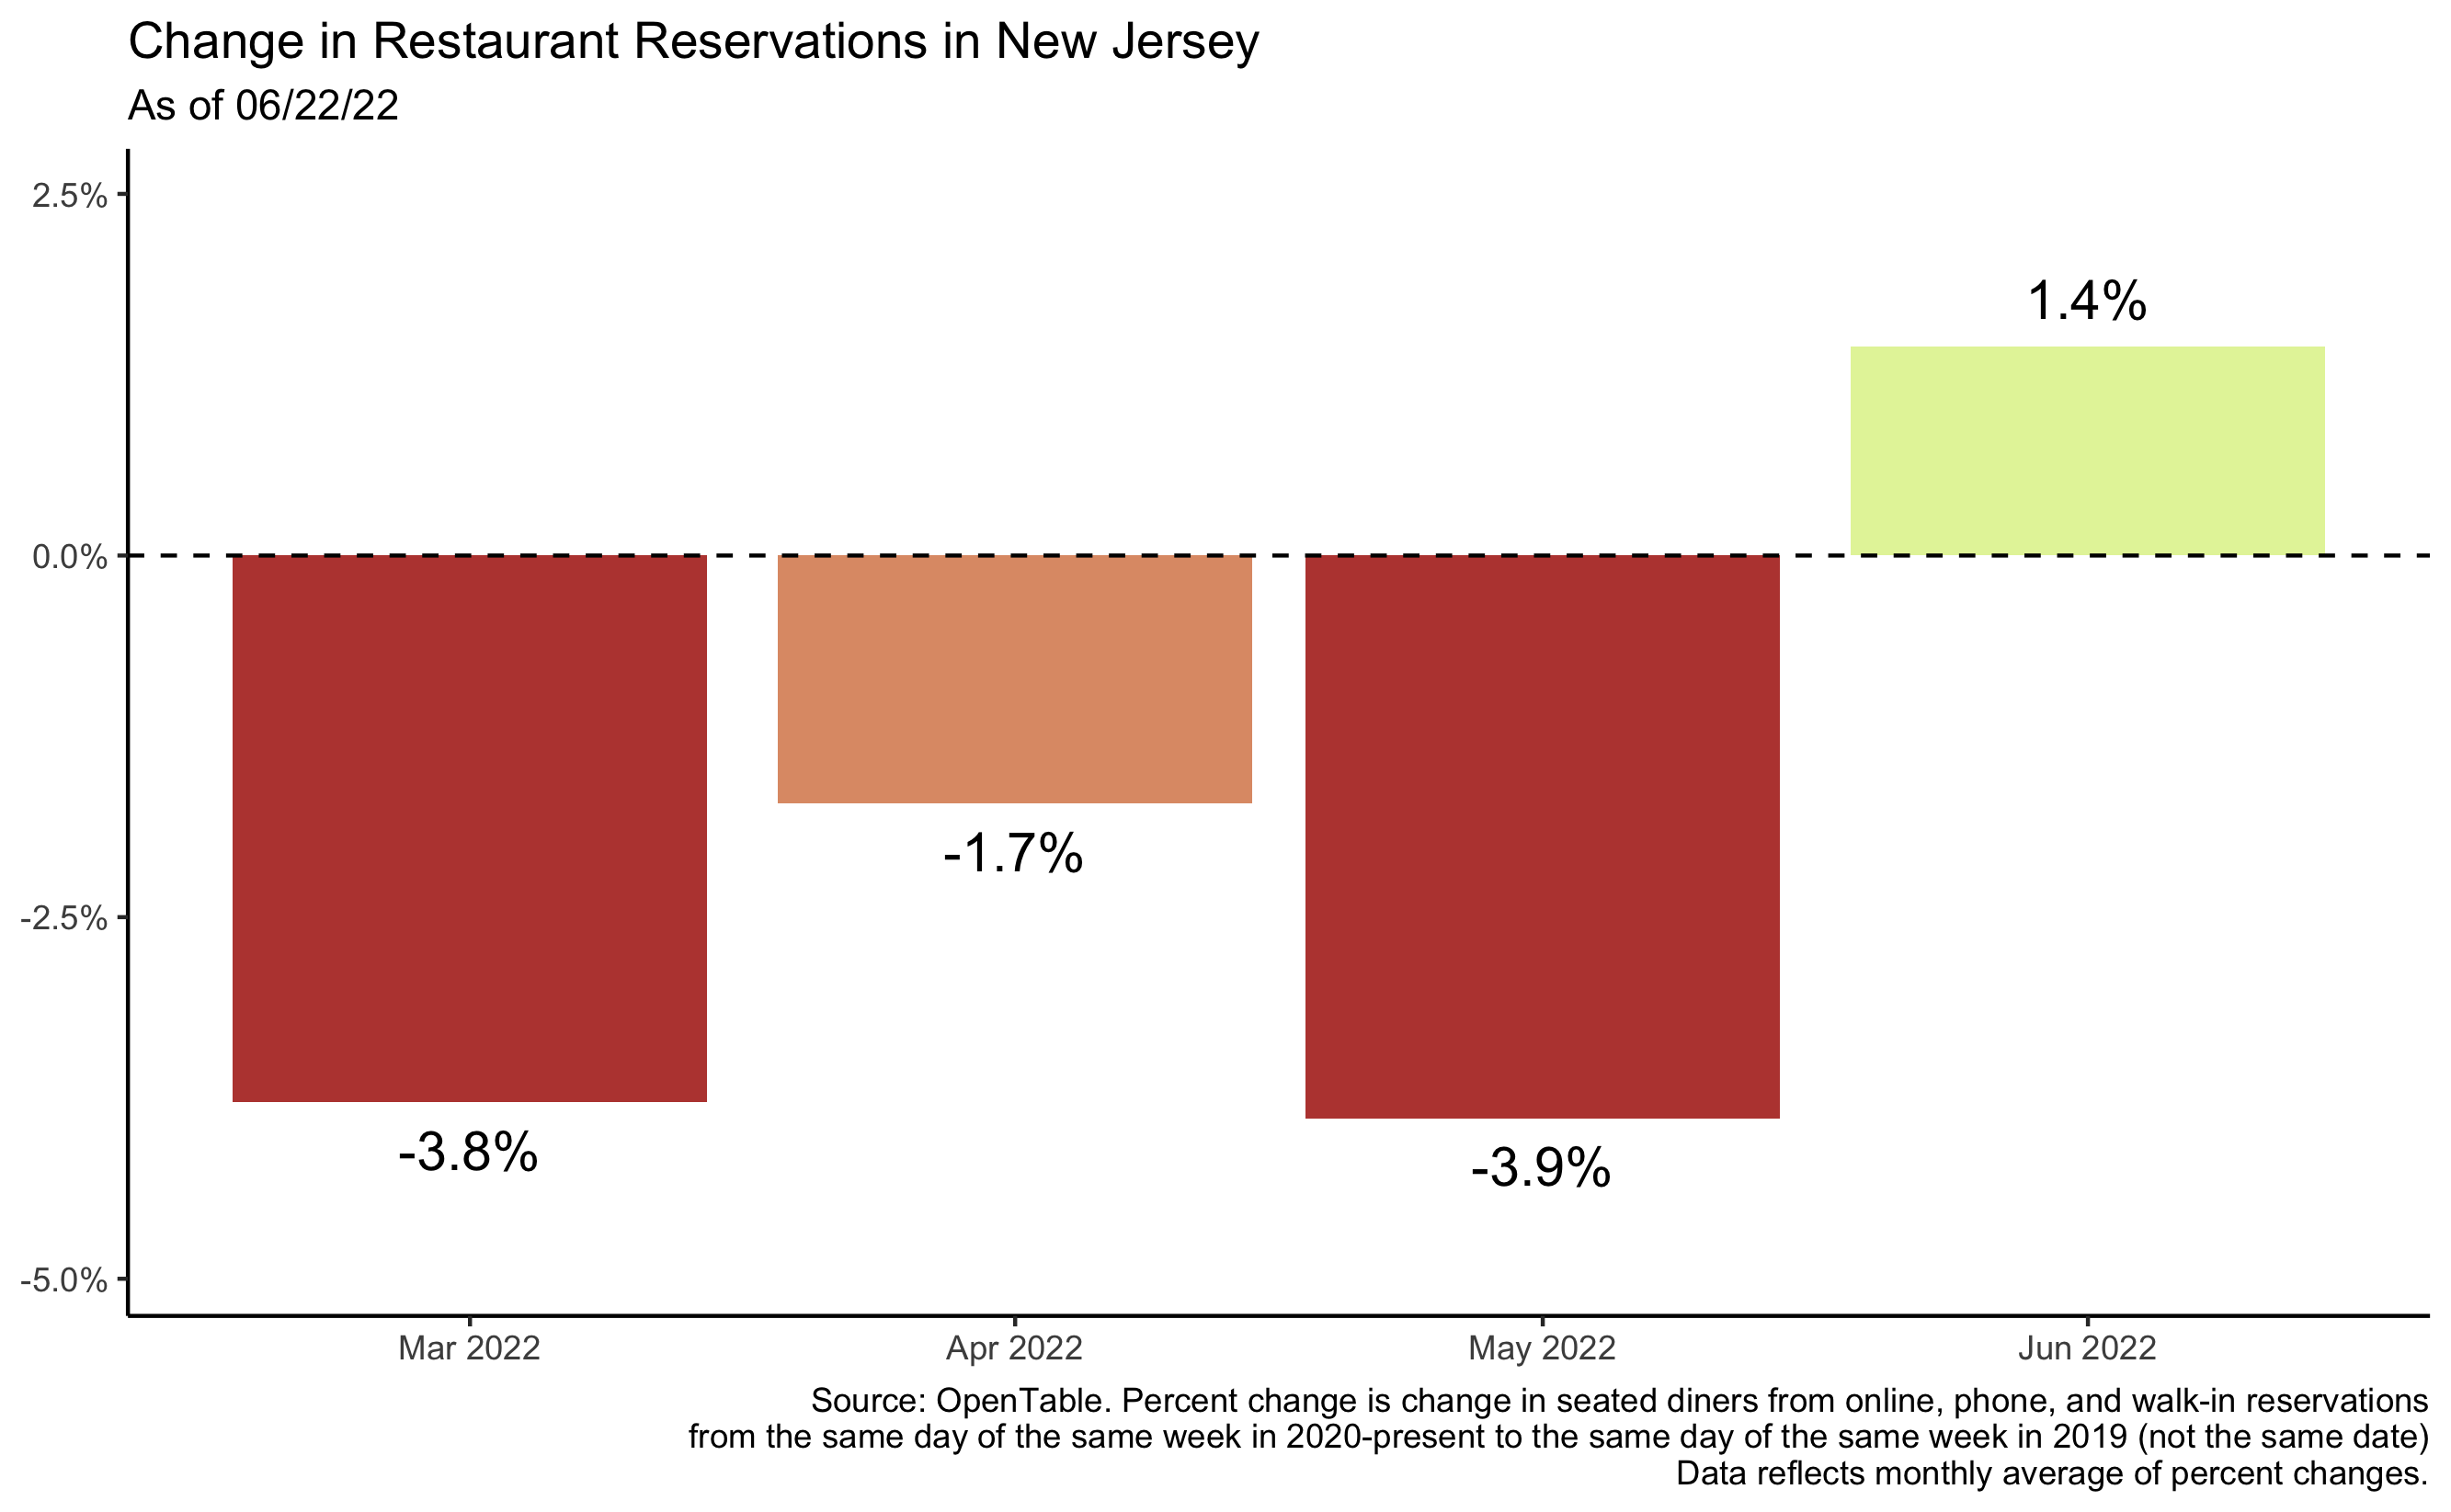 Change in Restaurant Reservations in New Jersey
As of 06/22/22
2.5%
0.0%
-2.5%
-5.0%
-3.8%
-1.7%
-3.9%
1.4%
Mar 2022
Apr 2022
May 2022
Jun 2022
Source: OpenTable. Percent change is change in seated diners from online, phone, and walk-in reservations
from the same day of the same week in 2020-present to the same day of the same week in 2019 (not the same date)
Data reflects monthly average of percent changes.